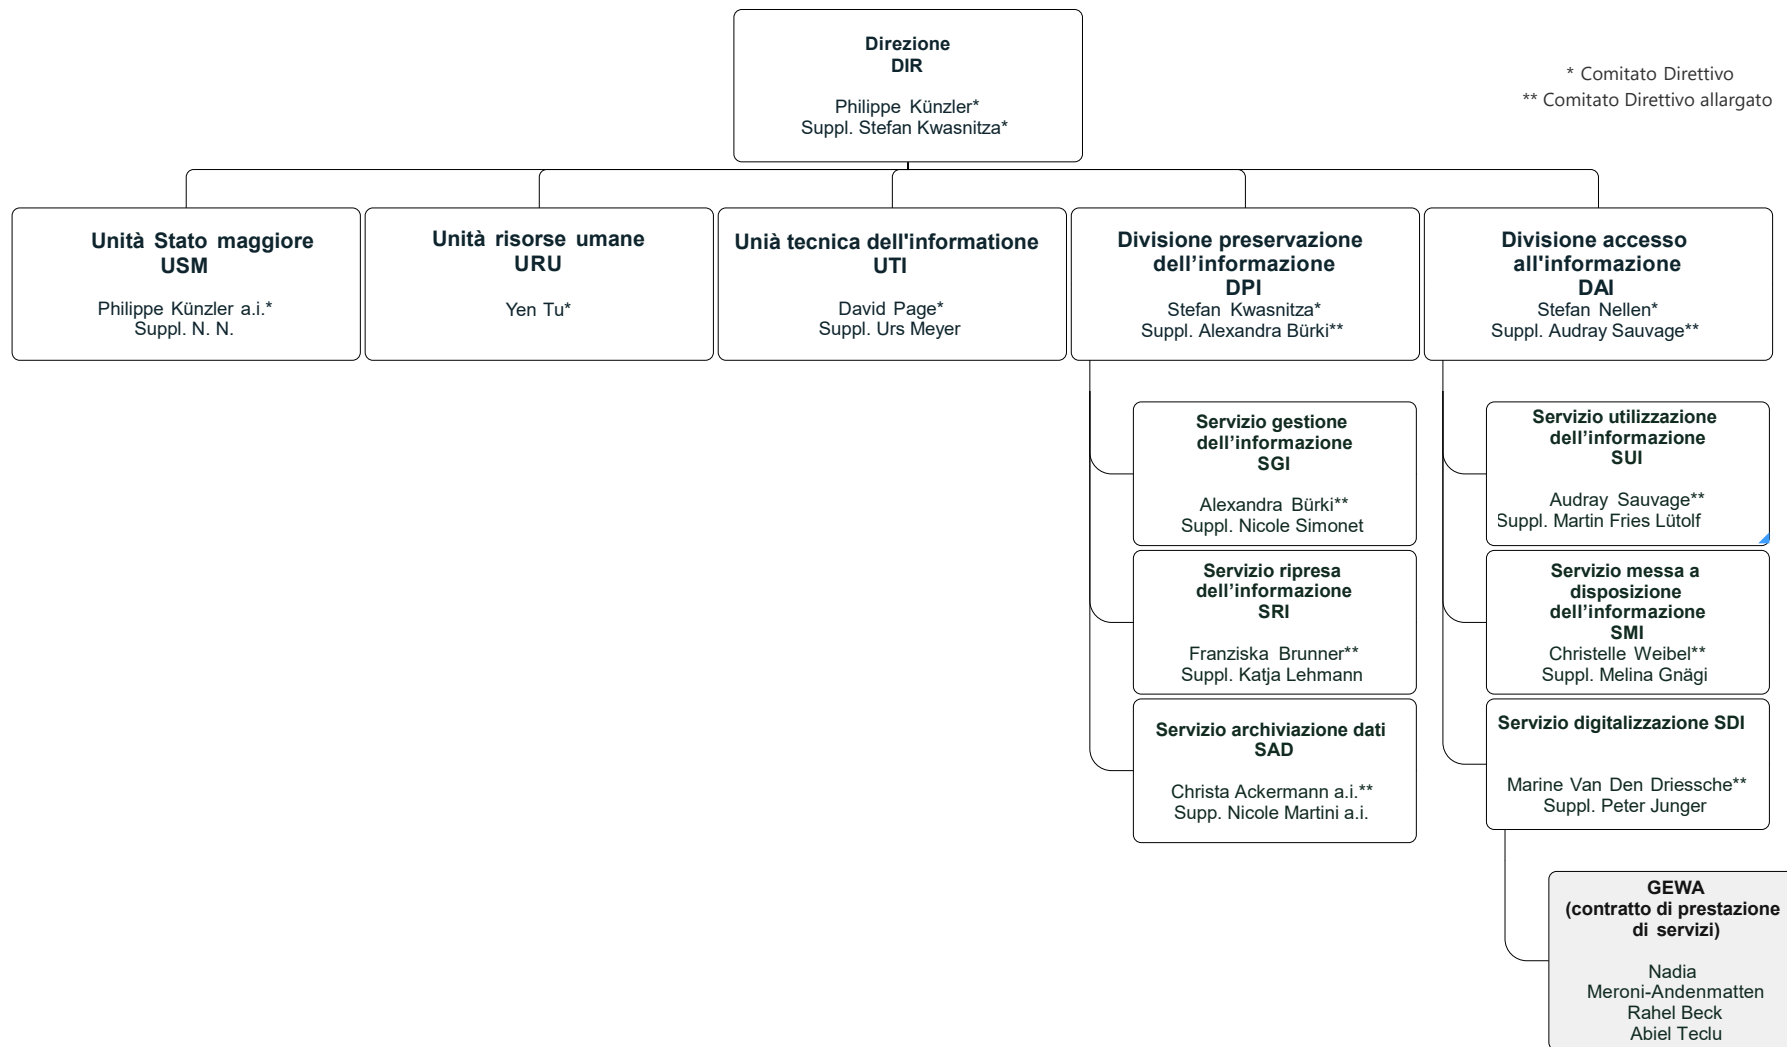 Direzione
DIR
Philippe Künzler*
Suppl. Stefan Kwasnitza*
* Comitato Direttivo
** Comitato Direttivo allargato
Unità Stato maggiore
USM
Philippe Künzler a.i.*
Suppl. N. N.
Unità risorse umane
URU
Yen Tu*
Unià tecnica dell'informatione
UTI
David Page*
Suppl. Urs Meyer
Divisione preservazione
dell’informazione
DPI
Stefan Kwasnitza*
Suppl. Alexandra Bürki**
Divisione accesso
all'informazione
DAI
Stefan Nellen*
Suppl. Audray Sauvage**
Servizio gestione
dell’informazione
SGI
Alexandra Bürki**
Suppl. Nicole Simonet
Servizio ripresa
dell’informazione
SRI
Franziska Brunner**
Suppl. Katja Lehmann
Servizio archiviazione dati
SAD
Christa Ackermann a.i.**
Supp. Nicole Martini a.i.
Servizio utilizzazione
dell’informazione
SUI
Audray Sauvage**
Suppl. Martin Fries Lütolf
Servizio messa a
disposizione
dell’informazione
SMI
Christelle Weibel**
Suppl. Melina Gnägi
Servizio digitalizzazione SDI
Marine Van Den Driessche**
Suppl. Peter Junger
GEWA
(contratto di prestazione
di servizi)
Nadia
Meroni-Andenmatten
Rahel Beck
Abiel Teclu